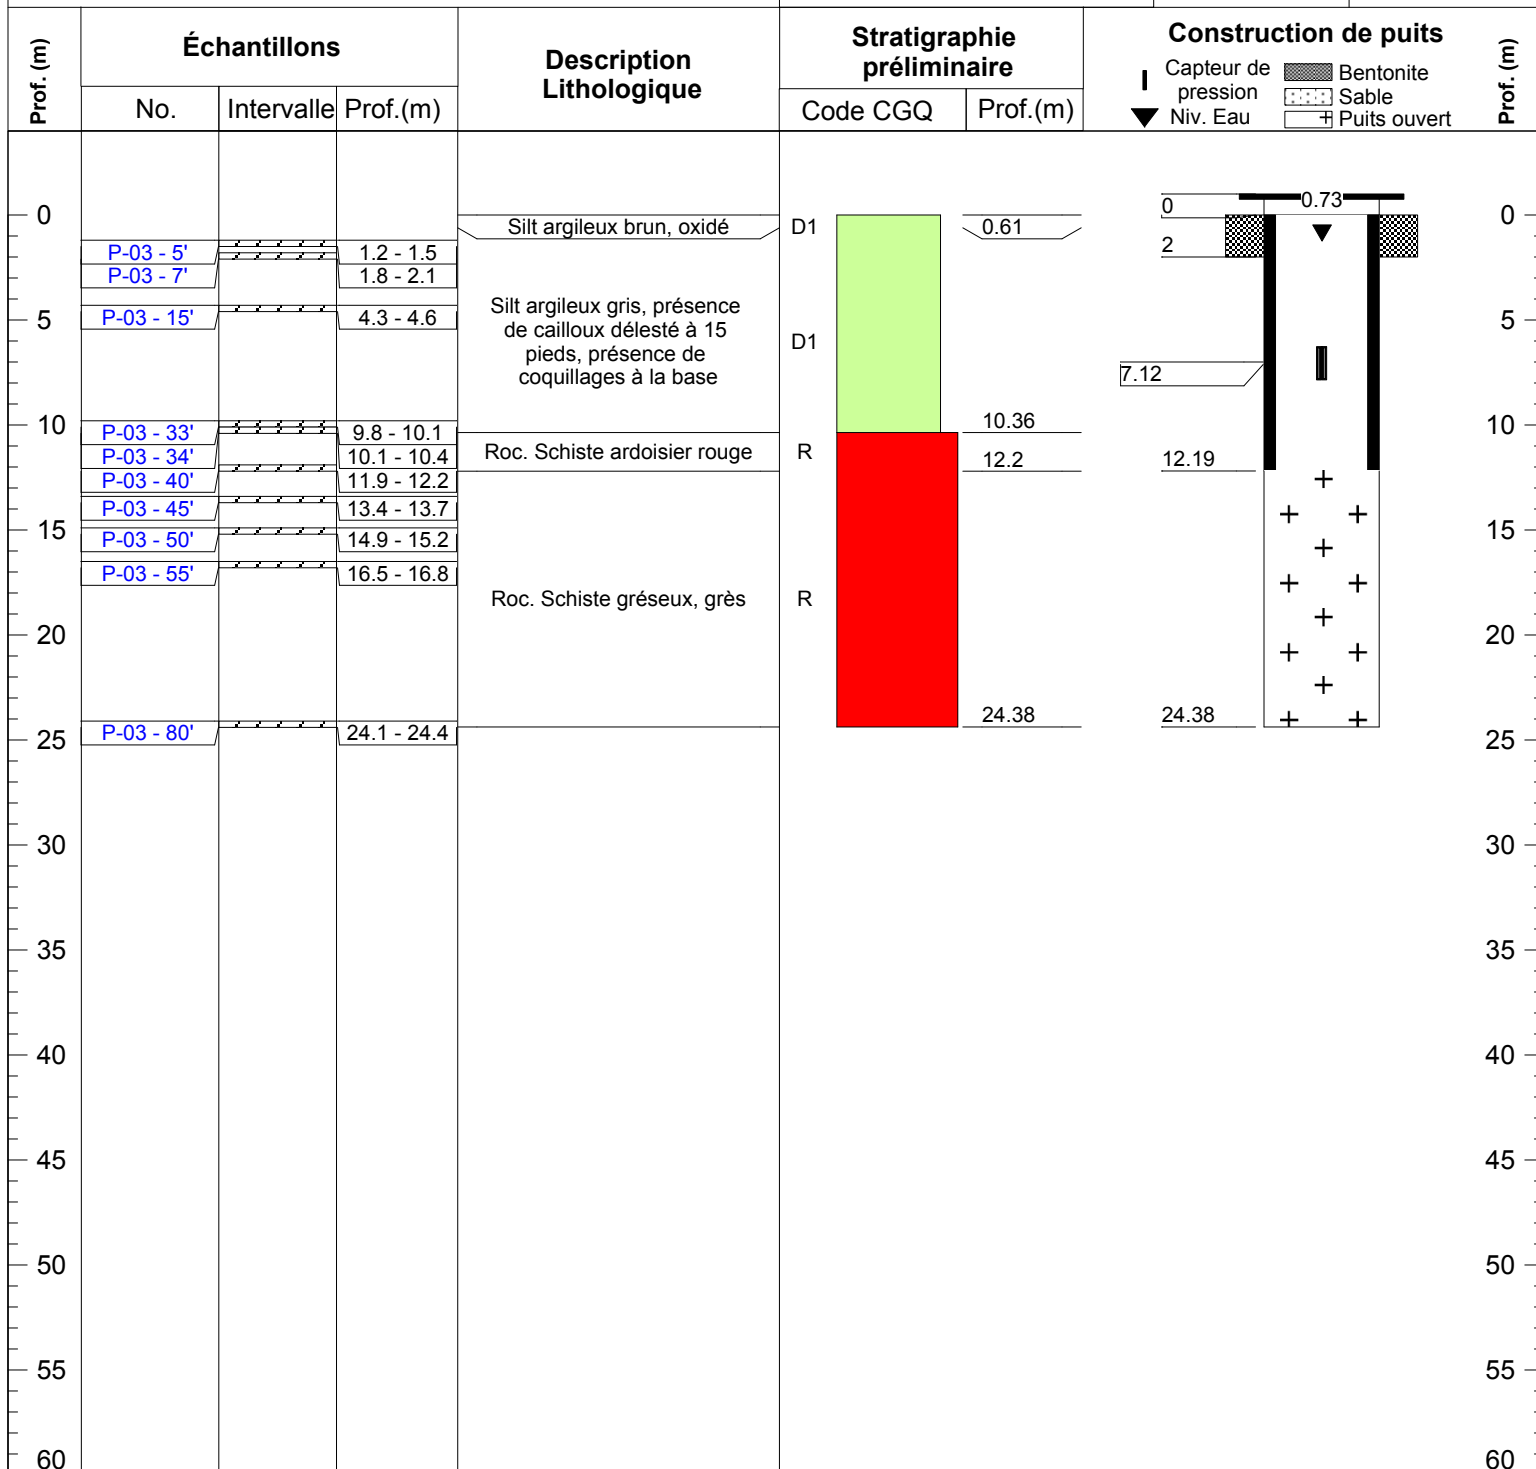 Prof. (m)
Échantillons
No.
Intervalle
Prof.(m)
Description
Lithologique
Stratigraphie
préliminaire
Code CGQ
Prof.(m)
Construction de puits
Capteur de
pression
Niv. Eau
Bentonite
Sable
Puits ouvert
Prof. (m)
0
5
10
15
20
25
30
35
40
45
50
55
60
P-03 - 5'
1.2 - 1.5
P-03 - 7'
1.8 - 2.1
P-03 - 15'
4.3 - 4.6
P-03 - 33'
9.8 - 10.1
P-03 - 34'
10.1 - 10.4
P-03 - 40'
11.9 - 12.2
P-03 - 45'
13.4 - 13.7
P-03 - 50'
14.9 - 15.2
P-03 - 55'
16.5 - 16.8
P-03 - 80'
24.1 - 24.4
Silt argileux brun, oxidé
Silt argileux gris, présence
de cailloux délesté à 15
pieds, présence de
coquillages à la base
Roc. Schiste ardoisier rouge
Roc. Schiste gréseux, grès
D1
D1
R
R
0.61
10.36
12.2
24.38
0
2
0.73
7.12
12.19
24.38
0
5
10
15
20
25
30
35
40
45
50
55
60